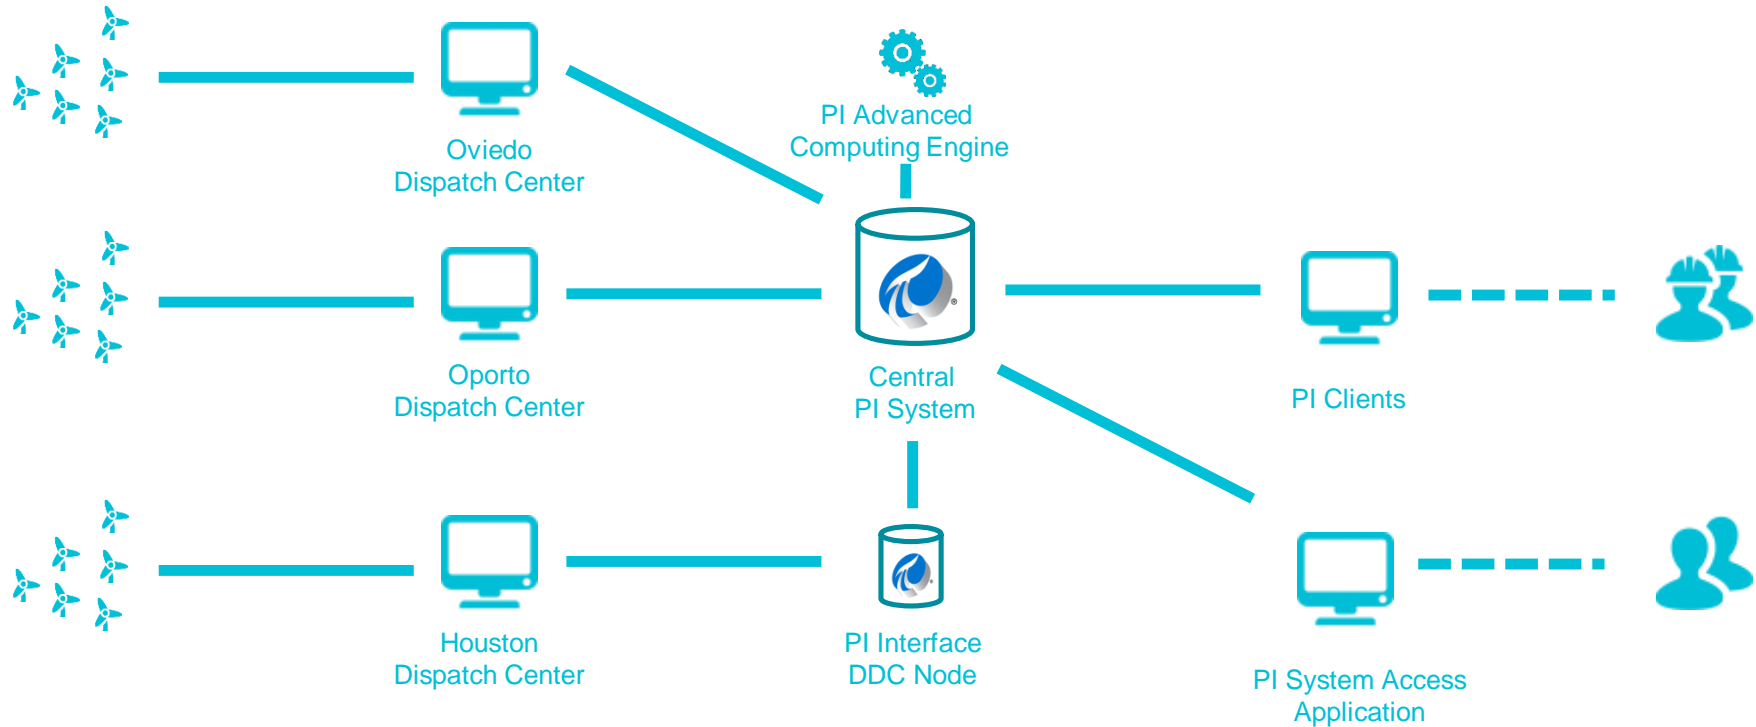 PI Advanced
Computing Engine
Oviedo
Dispatch Center
Oporto
Dispatch Center
Central
PI System
®
PI Clients
Houston
Dispatch Center
PI Interface
DDC Node
PI System Access
Application